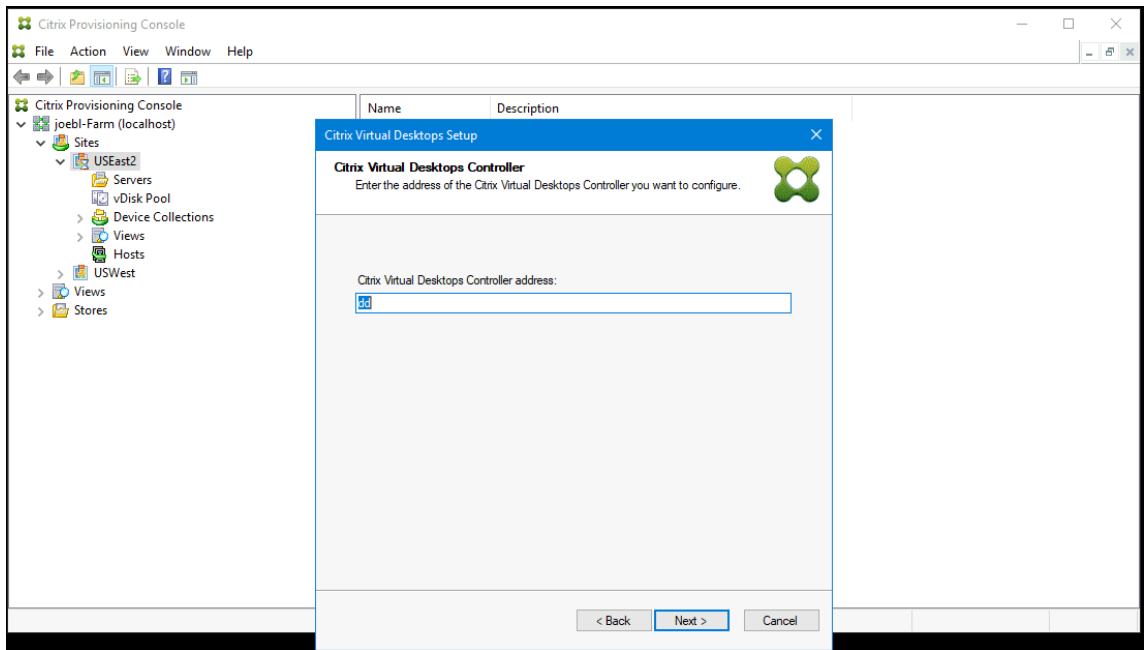 Citrix Provisioning Console
File Action View Window Help
Citrix Provisioning Console
joebl-Farm (localhost)
Sites
USEast2
Servers
vDisk Pool
Device Collections
Views
Hosts
USWest
Views
Stores
Name Description
Citrix Virtual Desktops Setup
Citrix Virtual Desktops Controller
Enter the address of the Citrix Virtual Desktops Controller you want to configure.
Citrix Virtual Desktops Controller address:
dd
< Back Next > Cancel